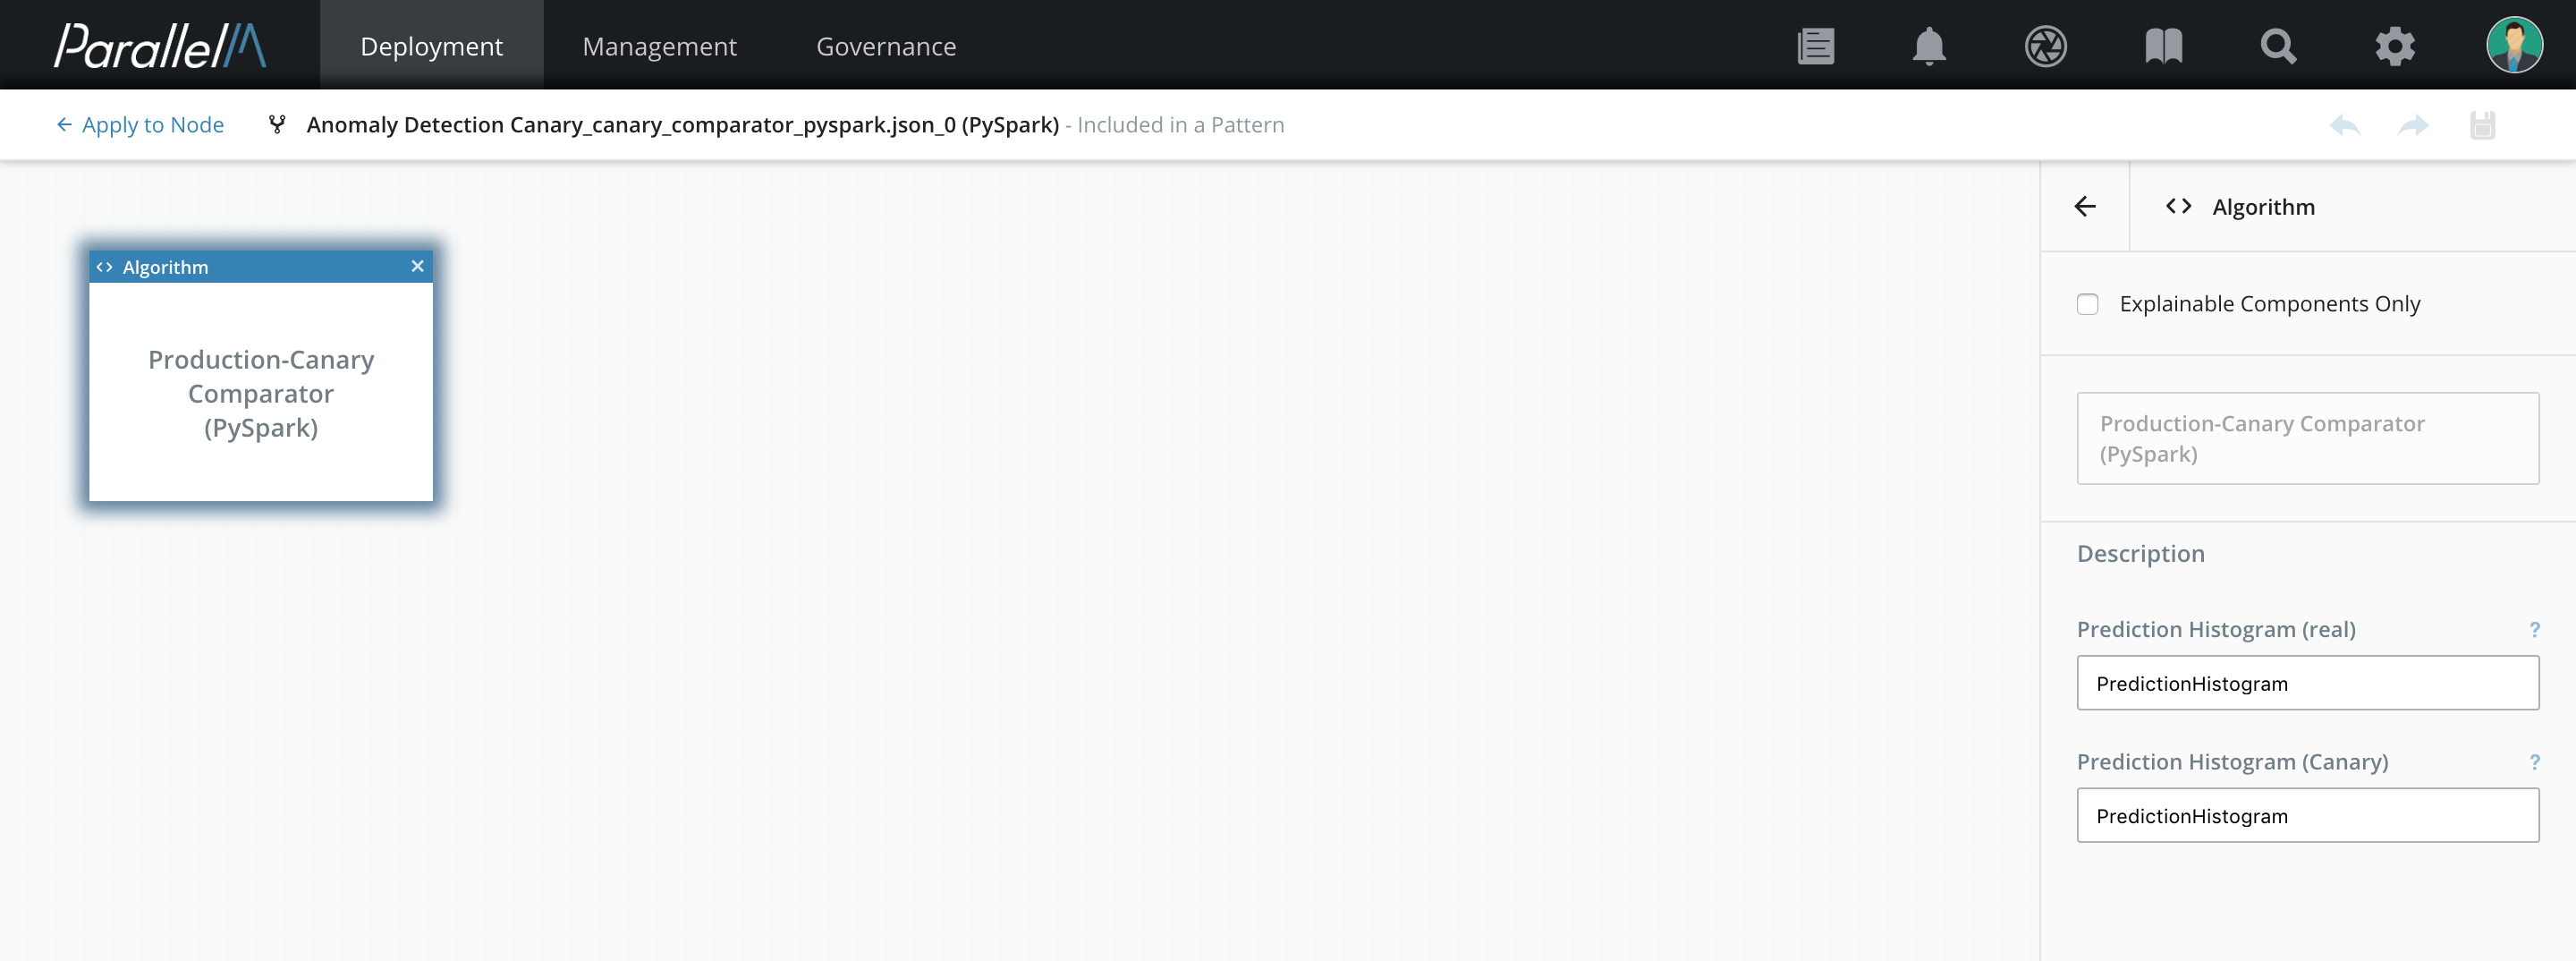 ParallelM
Deployment
Management
Governance
← Apply to Node
Anomaly Detection Canary_canary_comparator_pyspark.json_0 (PySpark) - Included in a Pattern
<> Algorithm
Production-Canary
Comparator
(PySpark)
<> Algorithm
Explainable Components Only
Production-Canary Comparator
(PySpark)
Description
Prediction Histogram (real) ?
PredictionHistogram
Prediction Histogram (Canary) ?
PredictionHistogram